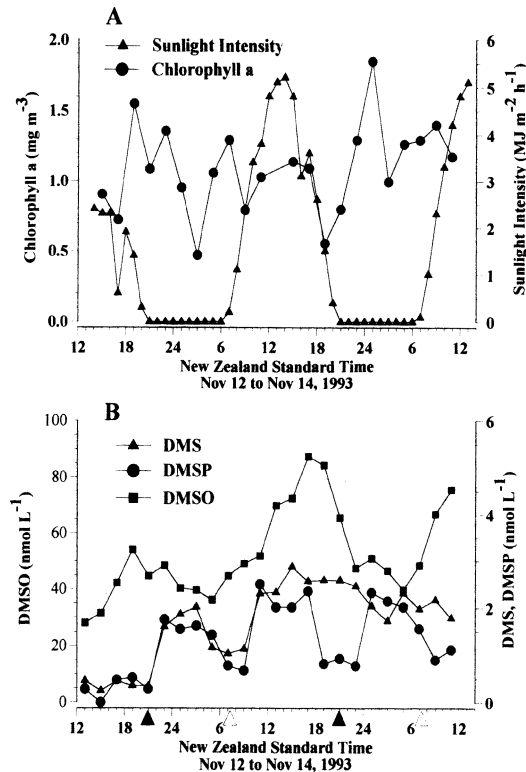 A
Sunlight Intensity
Chlorophyll a
Chlorophyll a (mg m-3)
2.0
1.5
1.0
0.5
0.0
Sunlight Intensity (MJ m-2 h-1)
6
5
4
3
2
1
0
12 18 24 6 12 18 24 6 12
New Zealand Standard Time
Nov 12 to Nov 14, 1993
B
DMS
DMSP
DMSO
DMSO (nmol L-1)
100
80
60
40
20
0
DMS, DMSP (nmol L-1)
6
4
2
0
12 18 24 6 12 18 24 6 12
New Zealand Standard Time
Nov 12 to Nov 14, 1993